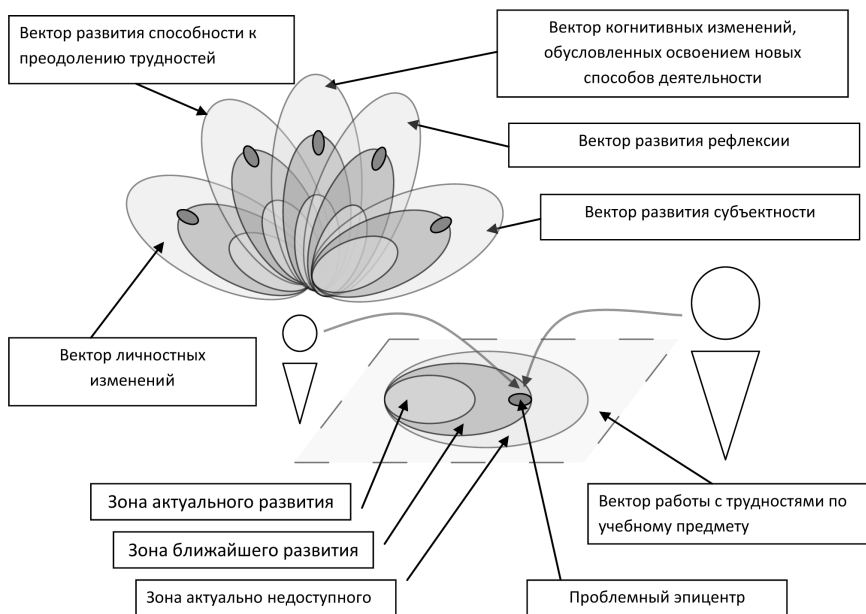 Вектор развития способности к
преодолению трудностей
Вектор когнитивных изменений,
обусловленных освоением новых
способов деятельности
Вектор развития рефлексии
Вектор развития субъектности
Вектор личностных
изменений
Зона актуального развития
Зона ближайшего развития
Зона актуально недоступного
Вектор работы с трудностями по
учебному предмету
Проблемный эпицентр